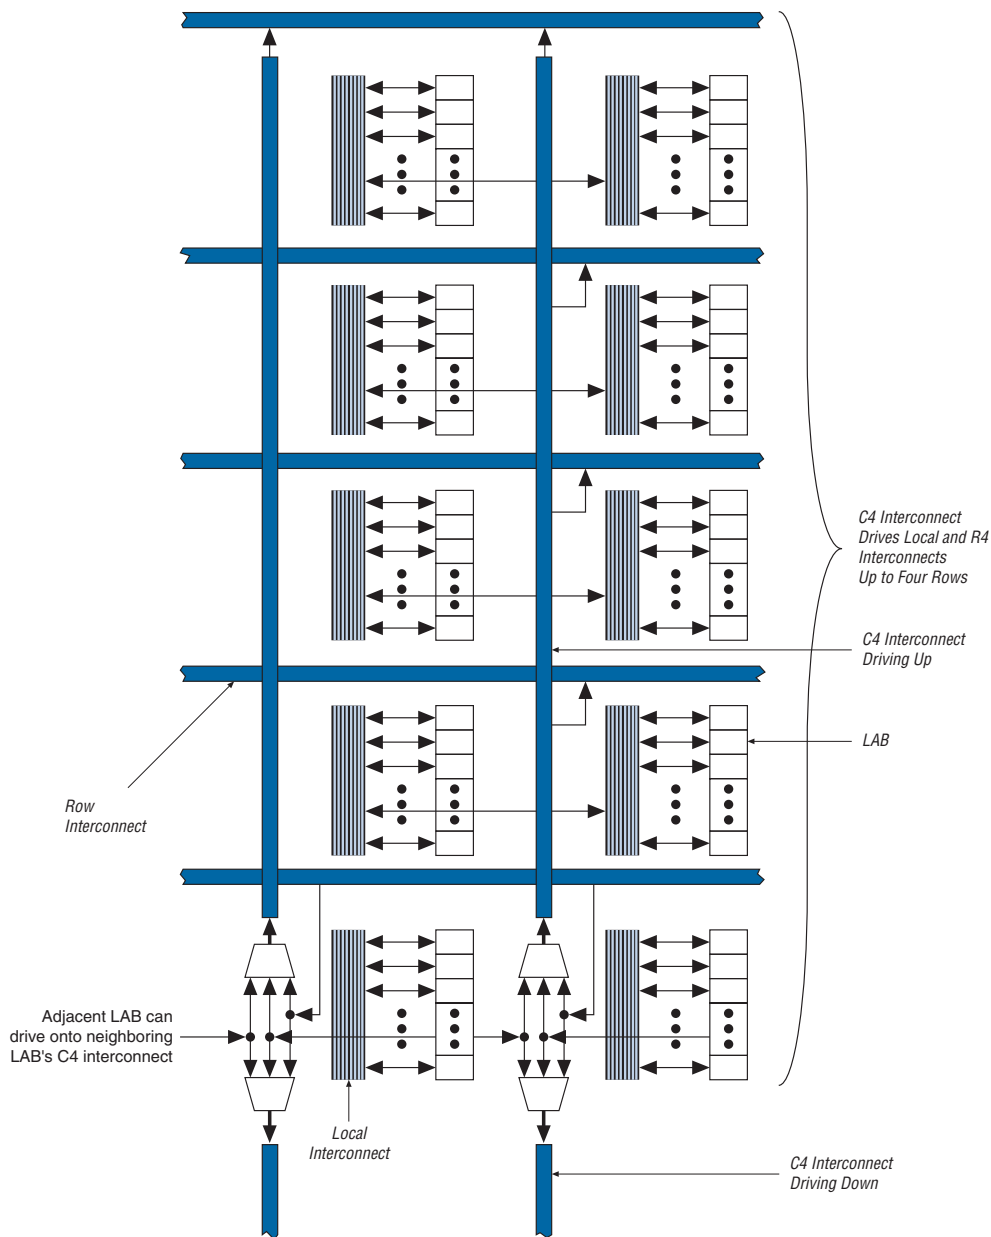 C4 Interconnect
Drives Local and R4
Interconnects
Up to Four Rows
C4 Interconnect
Driving Up
LAB
Row
Interconnect
Adjacent LAB can
drive onto neighboring
LAB's C4 interconnect
Local
Interconnect
C4 Interconnect
Driving Down